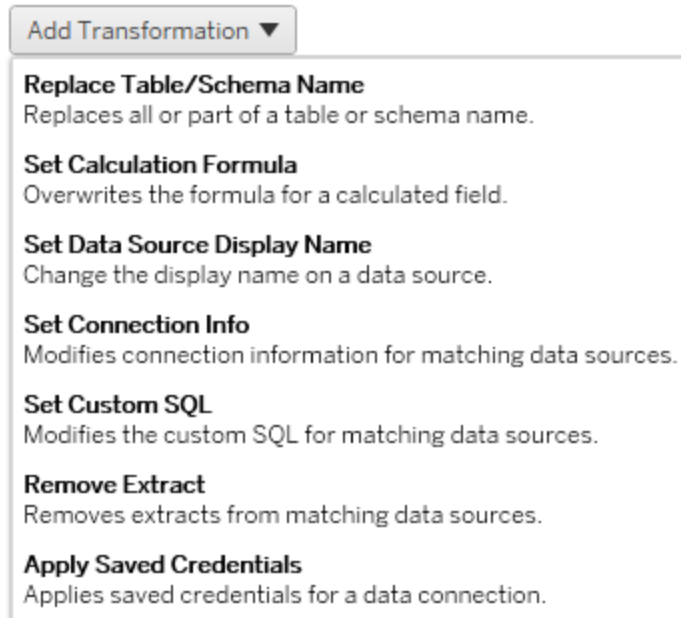 Add Transformation ▼
Replace Table/Schema Name
Replaces all or part of a table or schema name.
Set Calculation Formula
Overwrites the formula for a calculated field.
Set Data Source Display Name
Change the display name on a data source.
Set Connection Info
Modifies connection information for matching data sources.
Set Custom SQL
Modifies the custom SQL for matching data sources.
Remove Extract
Removes extracts from matching data sources.
Apply Saved Credentials
Applies saved credentials for a data connection.